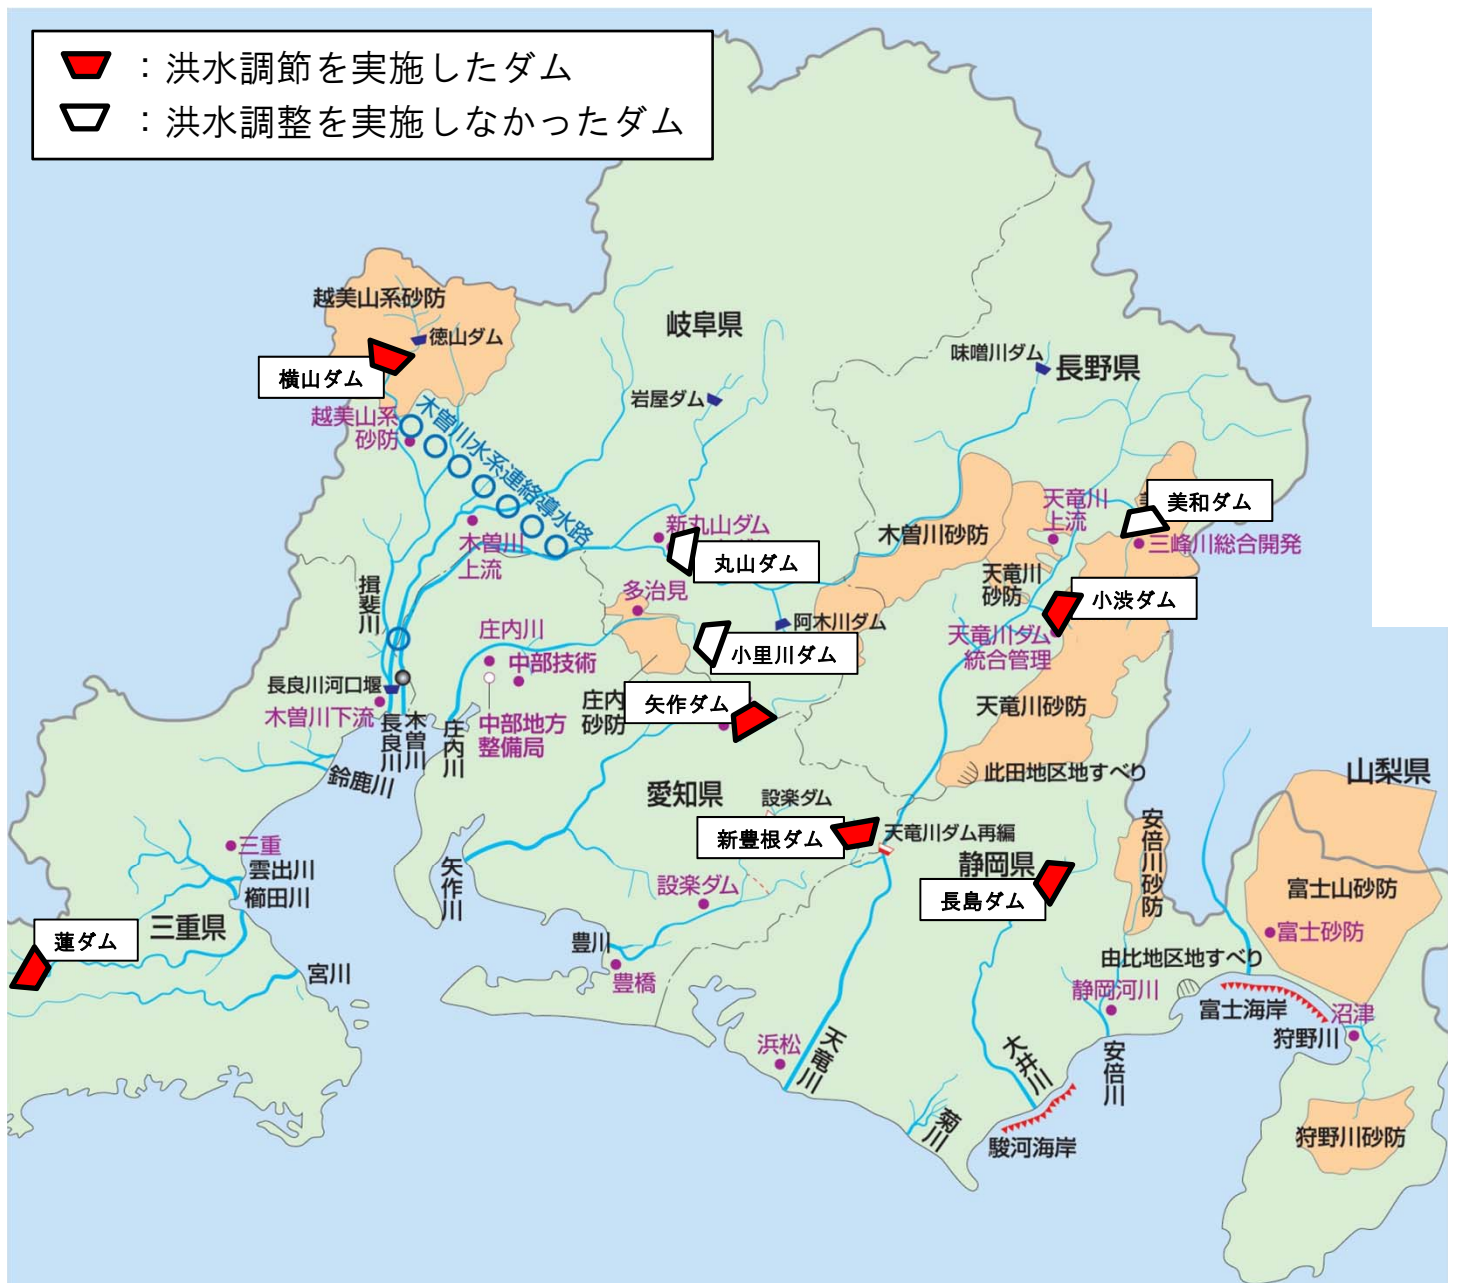 ：洪水調節を実施したダム
：洪水調整を実施しなかったダム
越美山系砂防
徳山ダム
横山ダム
越美山系
砂防
木曽川水系連絡導水路
岐阜県
岩屋ダム
味噌川ダム
長野県
木曽川
上流
新丸山ダム
丸山ダム
木曽川砂防
天竜川
上流
美和ダム
三峰川総合開発
天竜川
砂防
小渋ダム
天竜川ダム
統合管理
天竜川砂防
揖斐川
多治見
阿木川ダム
庄内川
中部技術
小里川ダム
長良川河口堰
木曽川下流
長良川
木曽川
庄内川
中部地方
整備局
庄内
砂防
矢作ダム
鈴鹿川
愛知県
設楽ダム
此田地区地すべり
山梨県
新豊根ダム
天竜川ダム再編
静岡県
長島ダム
安倍川砂防
富士山砂防
富士砂防
三重
雲出川
櫛田川
三重県
蓮ダム
宮川
矢作川
設楽ダム
豊川
豊橋
浜松
天竜川
菊川
大井川
駿河海岸
安倍川
静岡河川
由比地区地すべり
富士海岸
沼津
狩野川
狩野川砂防